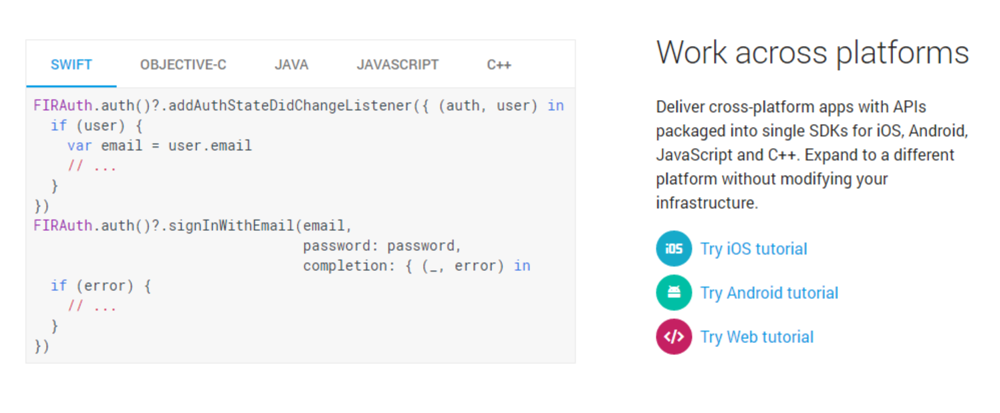 SWIFT OBJECTIVE-C JAVA JAVASCRIPT C++
FIRAuth.auth()?.addAuthStateDidChangeListener({ (auth, user) in
  if (user) {
    var email = user.email
    // ...
  }
})
FIRAuth.auth()?.signInWithEmail(email,
                                password: password,
                                completion: { (_, error) in
  if (error) {
    // ...
  }
})
Work across platforms
Deliver cross-platform apps with APIs
packaged into single SDKs for iOS, Android,
JavaScript and C++. Expand to a different
platform without modifying your
infrastructure.
iOS Try iOS tutorial
Try Android tutorial
</> Try Web tutorial